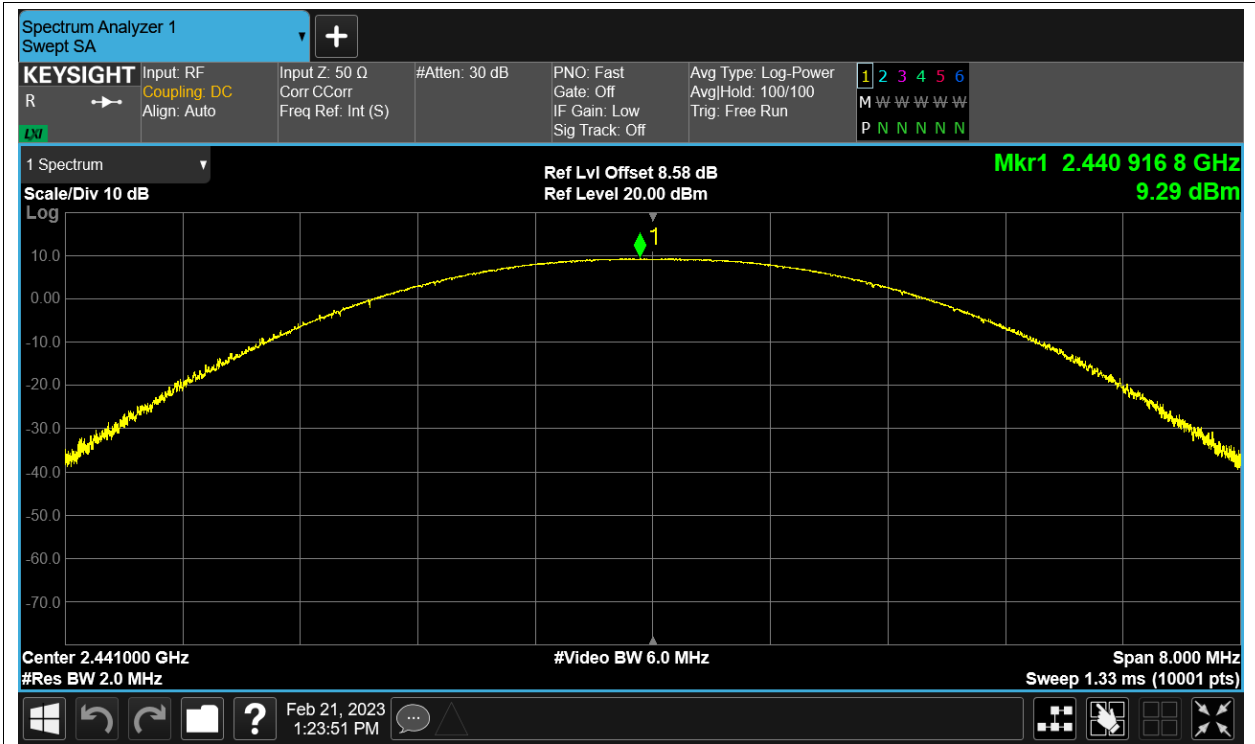 Spectrum Analyzer 1
Swept SA
KEYSIGHT
R
LXI
Input: RF
Coupling: DC
Align: Auto
Input Z: 50 Ω
Corr CCorr
Freq Ref: Int (S)
#Atten: 30 dB
PNO: Fast
Gate: Off
IF Gain: Low
Sig Track: Off
Avg Type: Log-Power
Avg|Hold: 100/100
Trig: Free Run
1 2 3 4 5 6
M W W W W W
P N N N N N
1 Spectrum
Scale/Div 10 dB
Log
Ref Lvl Offset 8.58 dB
Ref Level 20.00 dBm
Mkr1 2.440 916 8 GHz
9.29 dBm
1
10.0
0.00
-10.0
-20.0
-30.0
-40.0
-50.0
-60.0
-70.0
Center 2.441000 GHz
#Res BW 2.0 MHz
#Video BW 6.0 MHz
Span 8.000 MHz
Sweep 1.33 ms (10001 pts)
?
Feb 21, 2023
1:23:51 PM